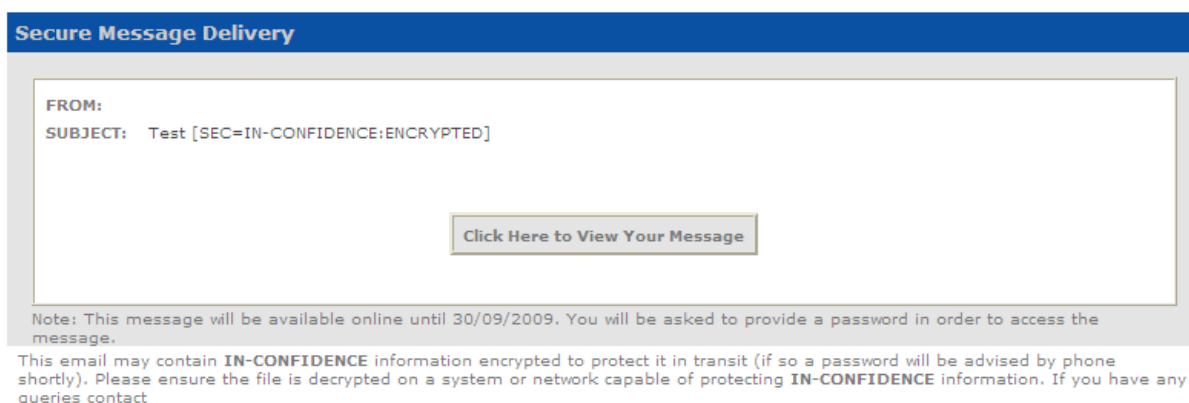 Secure Message Delivery
FROM:
SUBJECT: Test [SEC=IN-CONFIDENCE:ENCRYPTED]
Click Here to View Your Message
Note: This message will be available online until 30/09/2009. You will be asked to provide a password in order to access the
message.
This email may contain IN-CONFIDENCE information encrypted to protect it in transit (if so a password will be advised by phone
shortly). Please ensure the file is decrypted on a system or network capable of protecting IN-CONFIDENCE information. If you have any
queries contact